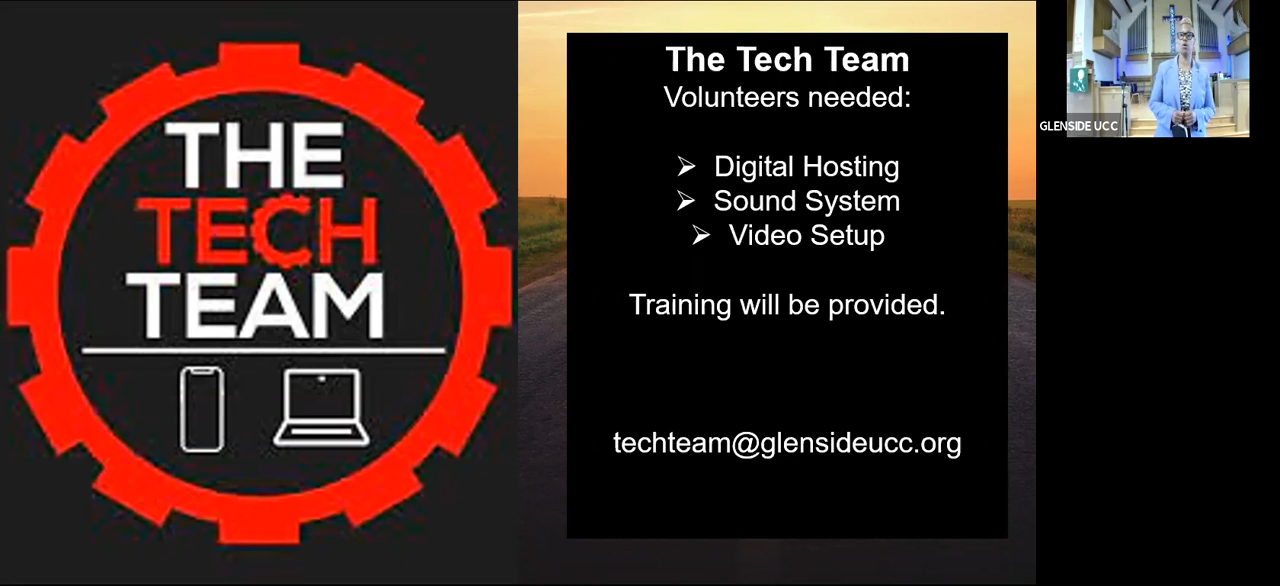 THE
TECH
TEAM
The Tech Team
Volunteers needed:
➢ Digital Hosting
➢ Sound System
➢ Video Setup
Training will be provided.
techteam@glensideucc.org
GLENSIDE UCC